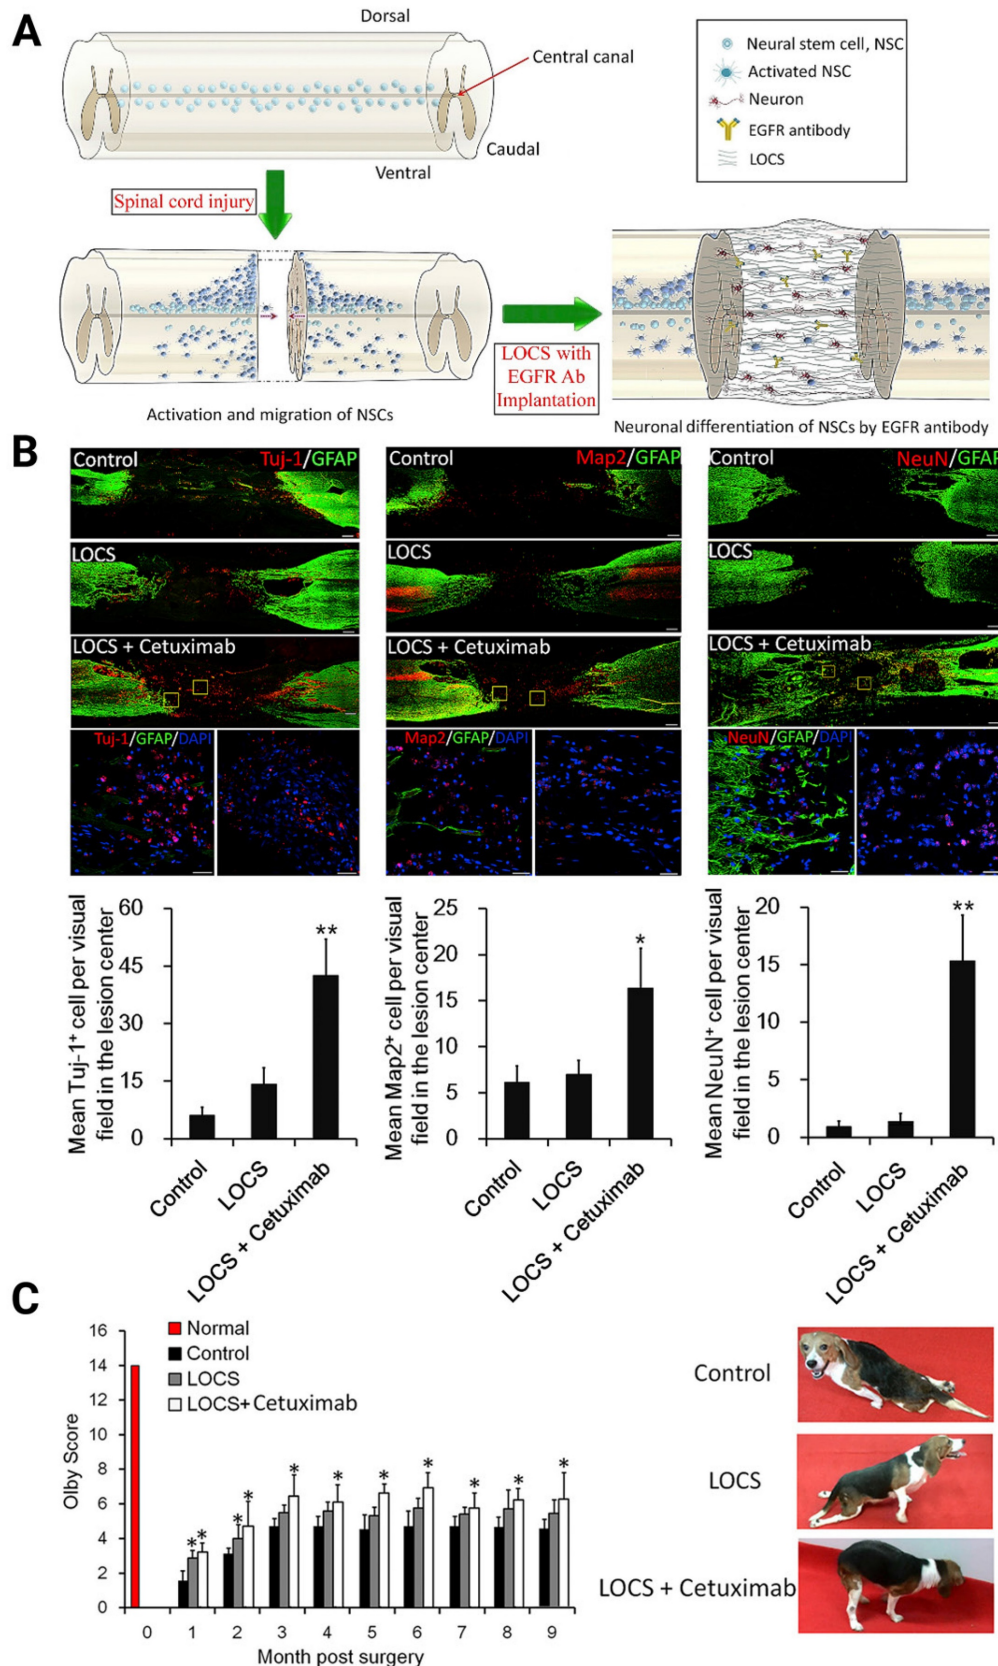 A
Dorsal
Central canal
Caudal
Ventral
Neural stem cell, NSC
Activated NSC
Neuron
EGFR antibody
LOCS
Spinal cord injury
LOCS with
EGFR Ab
Implantation
Activation and migration of NSCs
Neuronal differentiation of NSCs by EGFR antibody
B
Control
Tuj-1/GFAP
LOCS
LOCS + Cetuximab
Tuj-1/GFAP/DAPI
Control
Map2/GFAP
LOCS
LOCS + Cetuximab
Map2/GFAP/DAPI
Control
NeuN/GFAP
LOCS
LOCS + Cetuximab
NeuN/GFAP/DAPI
Mean Tuj-1+ cell per visual
field in the lesion center
60
45
30
15
0
**
Control
LOCS
LOCS + Cetuximab
Mean Map2+ cell per visual
field in the lesion center
25
20
15
10
5
0
*
Control
LOCS
LOCS + Cetuximab
Mean NeuN+ cell per visual
field in the lesion center
20
15
10
5
0
**
Control
LOCS
LOCS + Cetuximab
C
Olby Score
16
14
12
10
8
6
4
2
0
Normal
Control
LOCS
LOCS+Cetuximab
* * * * * * * * * * *
0 1 2 3 4 5 6 7 8 9
Month post surgery
Control
LOCS
LOCS + Cetuximab